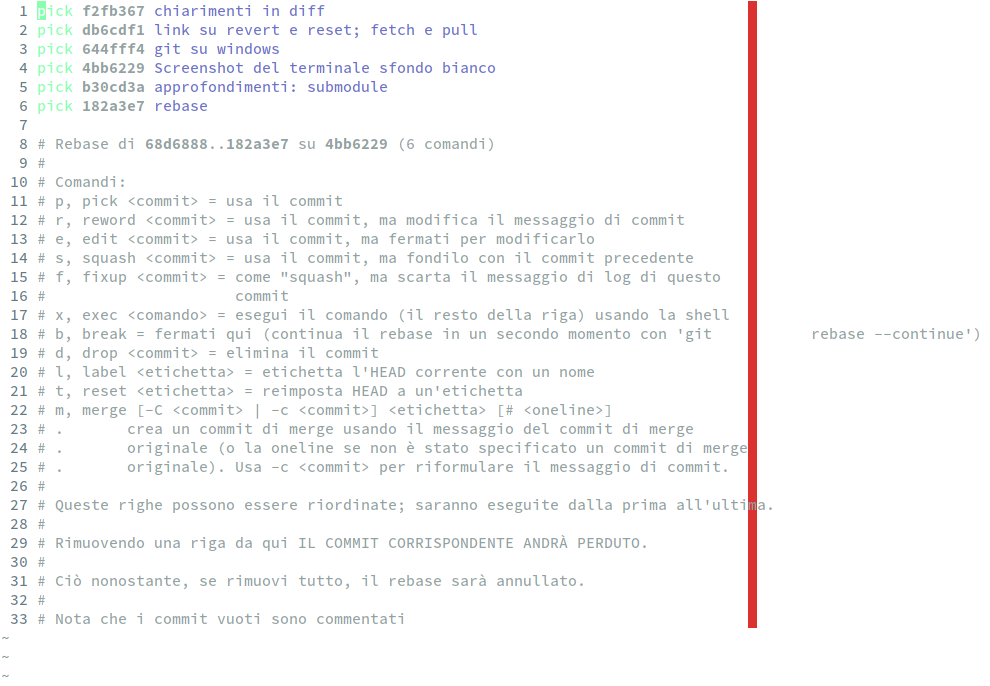 1 pick f2fb367 chiarimenti in diff
2 pick db6cdf1 link su revert e reset; fetch e pull
3 pick 644fff4 git su windows
4 pick 4bb6229 Screenshot del terminale sfondo bianco
5 pick b30cd3a approfondimenti: submodule
6 pick 182a3e7 rebase
7
8 # Rebase di 68d6888..182a3e7 su 4bb6229 (6 comandi)
9 #
10 # Comandi:
11 # p, pick <commit> = usa il commit
12 # r, reword <commit> = usa il commit, ma modifica il messaggio di commit
13 # e, edit <commit> = usa il commit, ma fermati per modificarlo
14 # s, squash <commit> = usa il commit, ma fondilo con il commit precedente
15 # f, fixup <commit> = come "squash", ma scarta il messaggio di log di questo
16 #                     commit
17 # x, exec <comando> = esegui il comando (il resto della riga) usando la shell
18 # b, break = fermati qui (continua il rebase in un secondo momento con 'git           rebase --continue')
19 # d, drop <commit> = elimina il commit
20 # l, label <etichetta> = etichetta l'HEAD corrente con un nome
21 # t, reset <etichetta> = reimposta HEAD a un'etichetta
22 # m, merge [-C <commit> | -c <commit>] <etichetta> [# <oneline>]
23 # .       crea un commit di merge usando il messaggio del commit di merge
24 # .       originale (o la oneline se non è stato specificato un commit di merge
25 # .       originale). Usa -c <commit> per riformulare il messaggio di commit.
26 #
27 # Queste righe possono essere riordinate; saranno eseguite dalla prima all'ultima.
28 #
29 # Rimuovendo una riga da qui IL COMMIT CORRISPONDENTE ANDRÀ PERDUTO.
30 #
31 # Ciò nonostante, se rimuovi tutto, il rebase sarà annullato.
32 #
33 # Nota che i commit vuoti sono commentati
~
~
~